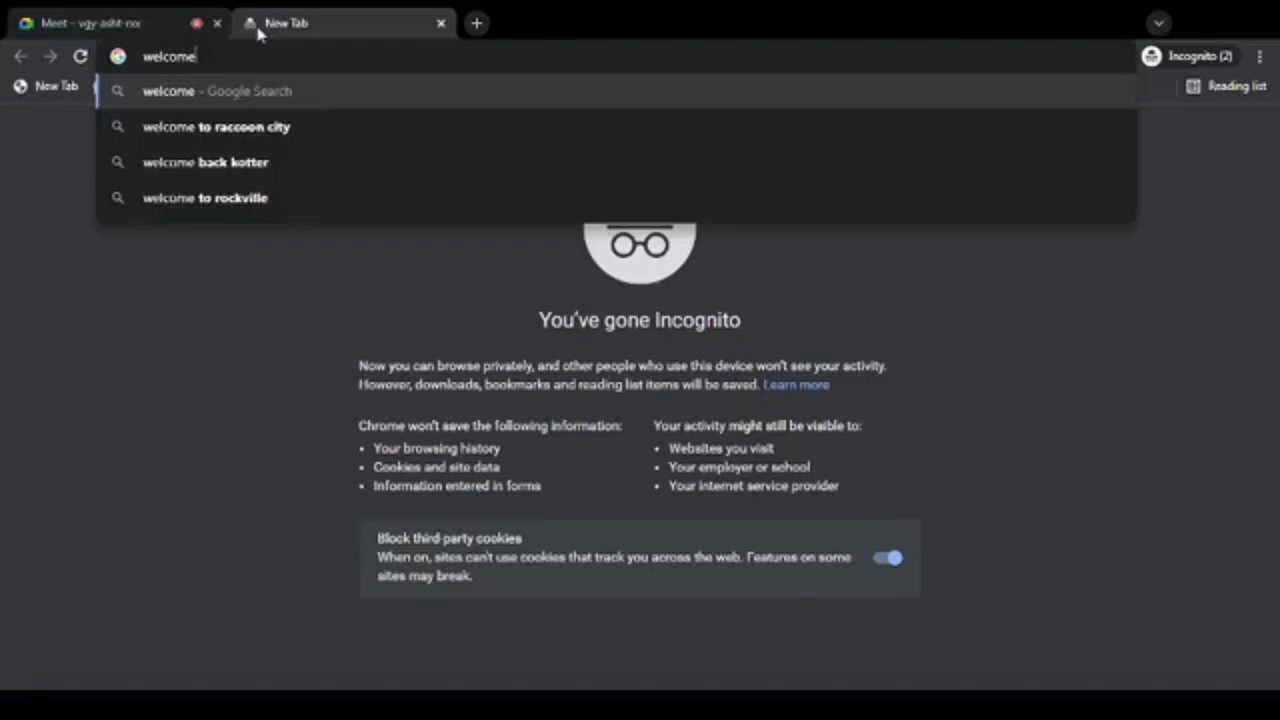 Meet - vgy-asht-rxx
New Tab
welcome
Incognito (2)
New Tab
Reading list
welcome - Google Search
welcome to raccoon city
welcome back kotter
welcome to rockville
You've gone Incognito
Now you can browse privately, and other people who use this device won't see your activity.
However, downloads, bookmarks and reading list items will be saved. Learn more
Chrome won't save the following information:
Your browsing history
Cookies and site data
Information entered in forms
Your activity might still be visible to:
Websites you visit
Your employer or school
Your internet service provider
Block third-party cookies
When on, sites can't use cookies that track you across the web. Features on some
sites may break.